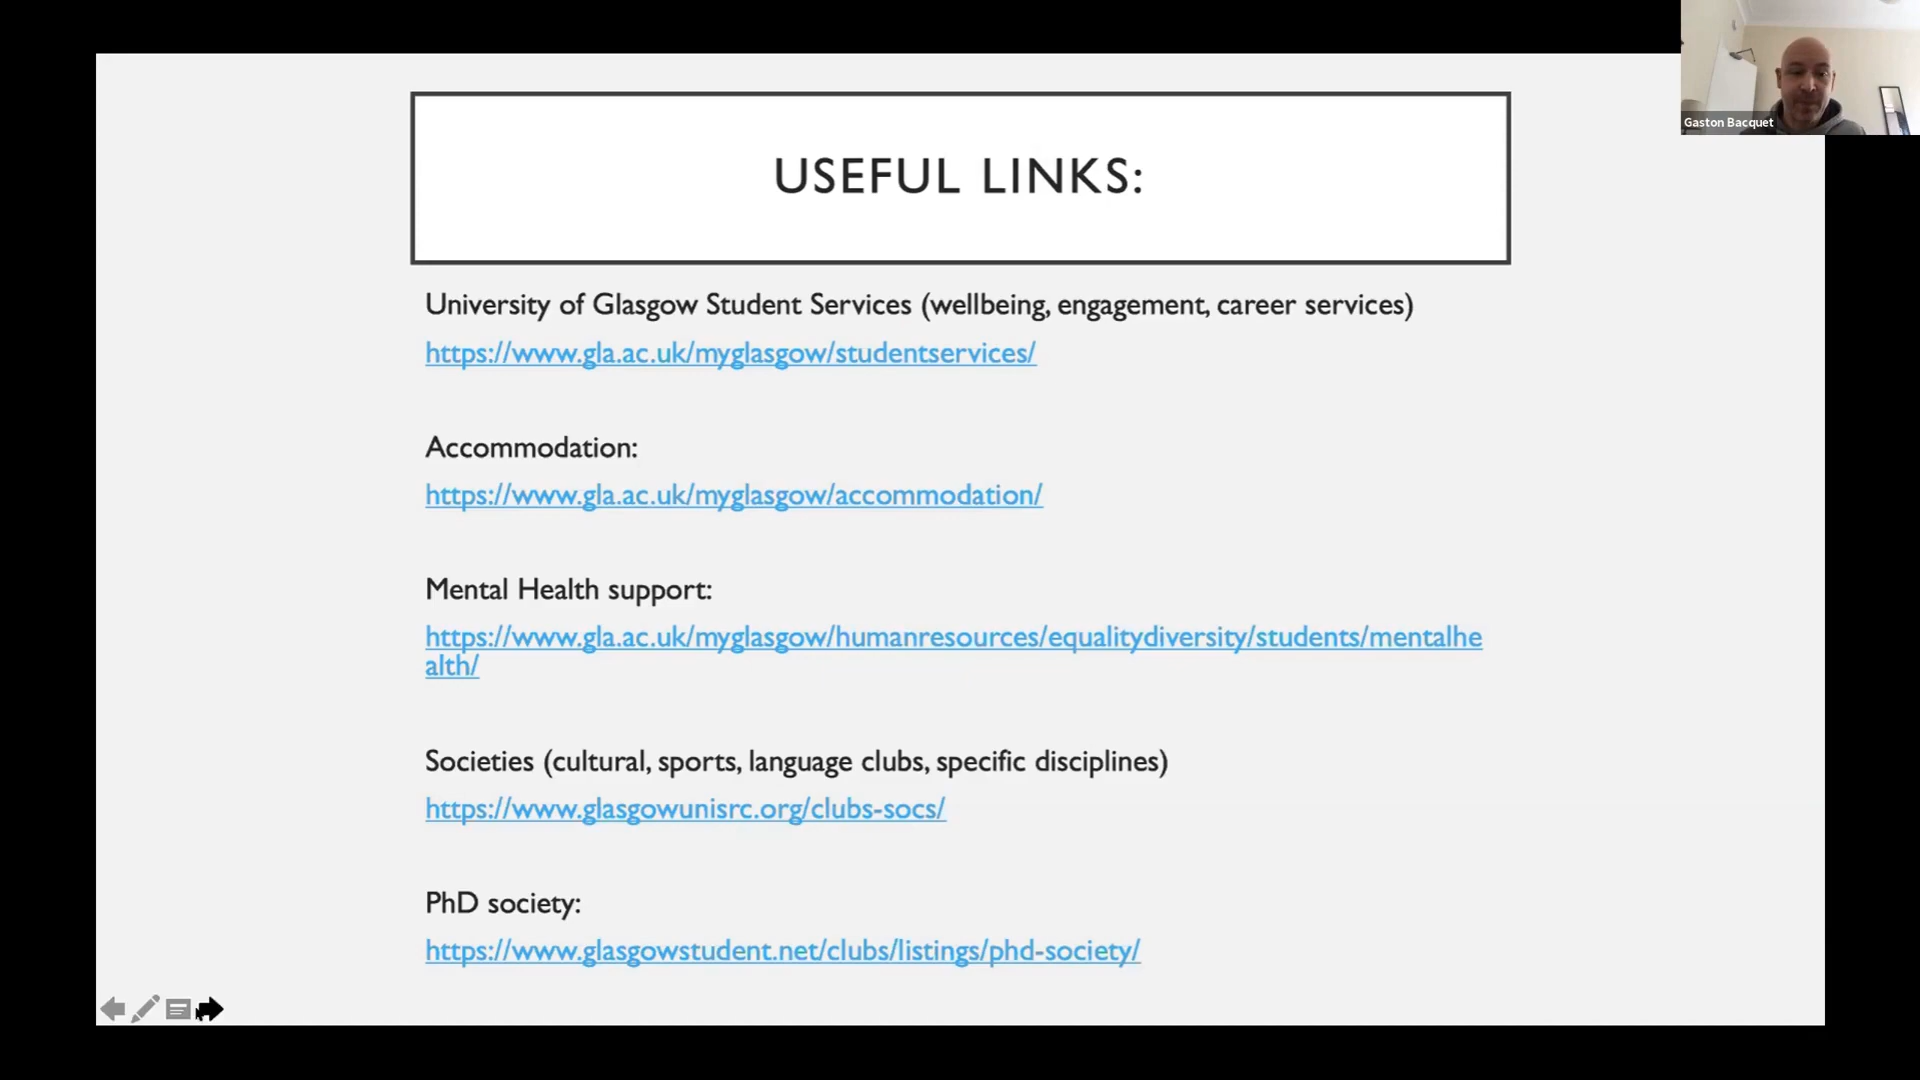 Gaston Bacquet
USEFUL LINKS:
University of Glasgow Student Services (wellbeing, engagement, career services)
https://www.gla.ac.uk/myglasgow/studentservices/
Accommodation:
https://www.gla.ac.uk/myglasgow/accommodation/
Mental Health support:
https://www.gla.ac.uk/myglasgow/humanresources/equalitydiversity/students/mentalhe
alth/
Societies (cultural, sports, language clubs, specific disciplines)
https://www.glasgowunisrc.org/clubs-socs/
PhD society:
https://www.glasgowstudent.net/clubs/listings/phd-society/